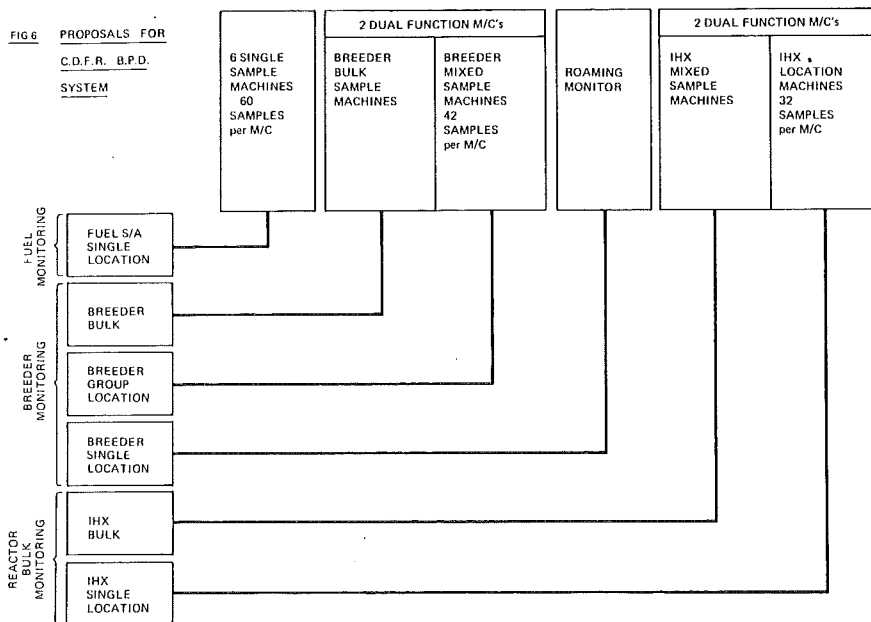 FIG 6 PROPOSALS FOR
C.D.F.R. B.P.D.
SYSTEM
6 SINGLE
SAMPLE
MACHINES
60
SAMPLES
per M/C
2 DUAL FUNCTION M/C's
BREEDER
BULK
SAMPLE
MACHINES
BREEDER
MIXED
SAMPLE
MACHINES
42
SAMPLES
per M/C
ROAMING
MONITOR
2 DUAL FUNCTION M/C's
IHX
MIXED
SAMPLE
MACHINES
IHX
LOCATION
MACHINES
32
SAMPLES
per M/C
FUEL
MONITORING
FUEL S/A
SINGLE
LOCATION
BREEDER
MONITORING
BREEDER
BULK
BREEDER
GROUP
LOCATION
BREEDER
SINGLE
LOCATION
REACTOR
BULK
MONITORING
IHX
BULK
IHX
SINGLE
LOCATION